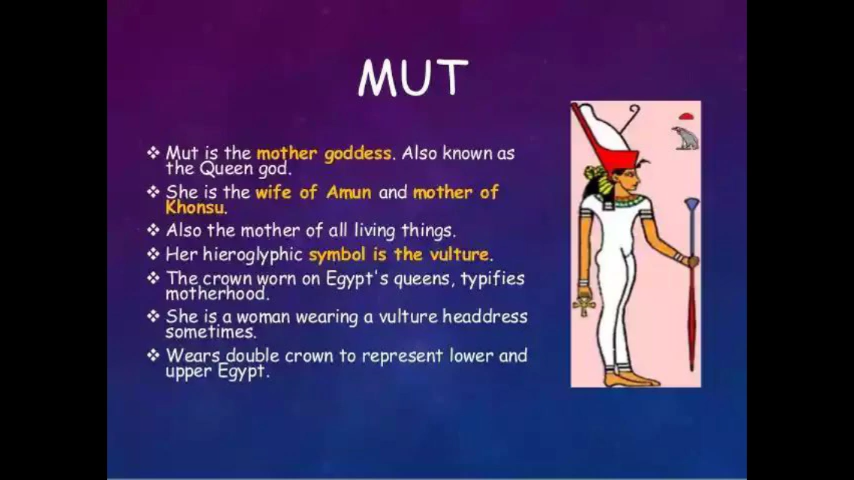 MUT
❖ Mut is the mother goddess. Also known as
the Queen god.
❖ She is the wife of Amun and mother of
Khonsu.
❖ Also the mother of all living things.
❖ Her hieroglyphic symbol is the vulture.
❖ The crown worn on Egypt's queens, typifies
motherhood.
❖ She is a woman wearing a vulture headdress
sometimes.
❖ Wears double crown to represent lower and
upper Egypt.